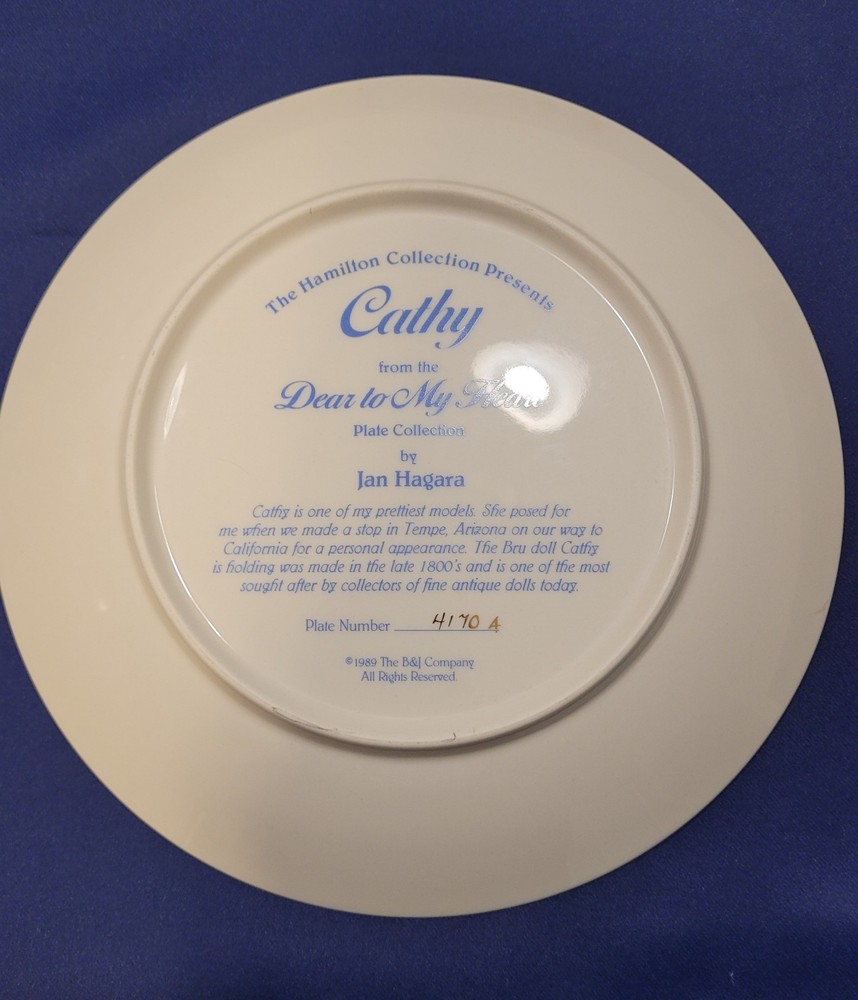 The Hamilton Collection Presents
Cathy
from the
Dear to My Heart
Plate Collection
by
Jan Hagara
Cathy is one of my prettiest models. She posed for
me when we made a stop in Tempe, Arizona on our way to
California for a personal appearance. The Bru doll Cathy
is holding was made in the late 1800's and is one of the most
sought after by collectors of fine antique dolls today.
Plate Number 4170 A
©1989 The B&J Company
All Rights Reserved.